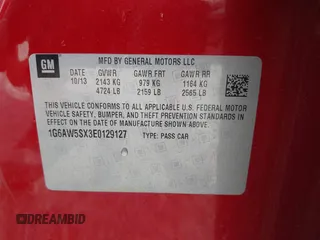 GM
MFD BY GENERAL MOTORS LLC
DATE GVWR GAWR FRT GAWR RR
10/13 2143 KG 979 KG 1164 KG
4724 LB 2159 LB 2565 LB
THIS VEHICLE CONFORMS TO ALL APPLICABLE U.S. FEDERAL MOTOR
VEHICLE SAFETY, BUMPER, AND THEFT PREVENTION STANDARDS IN
EFFECT ON THE DATE OF MANUFACTURE SHOWN ABOVE.
1G6AW5SX3E0129127 TYPE: PASS CAR
DREAMBID